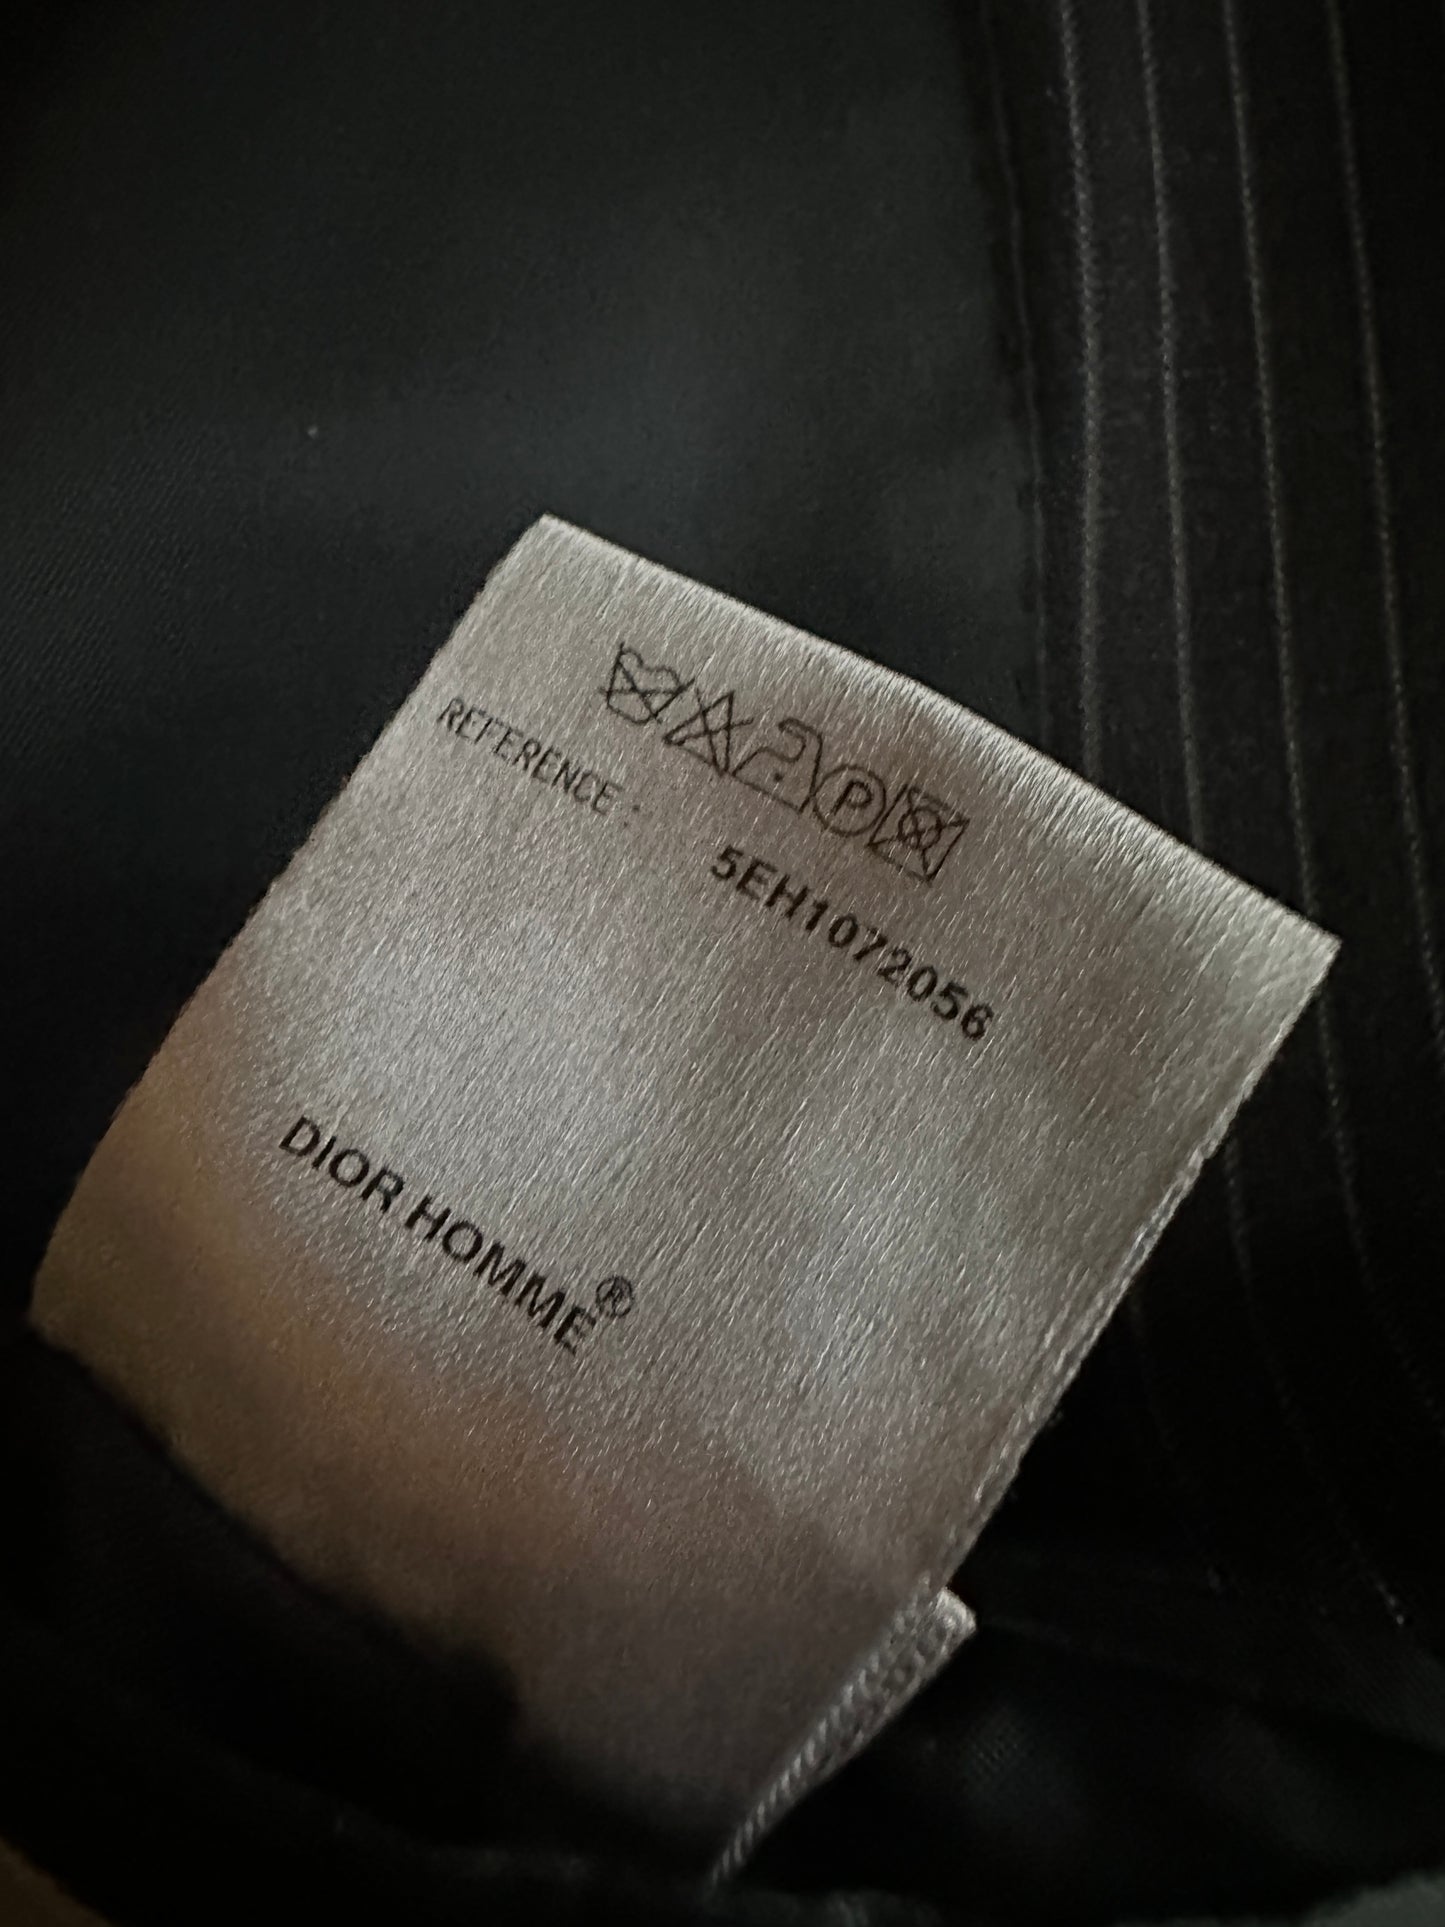 P
REFERENCE :
5EH1072056
DIOR HOMME®